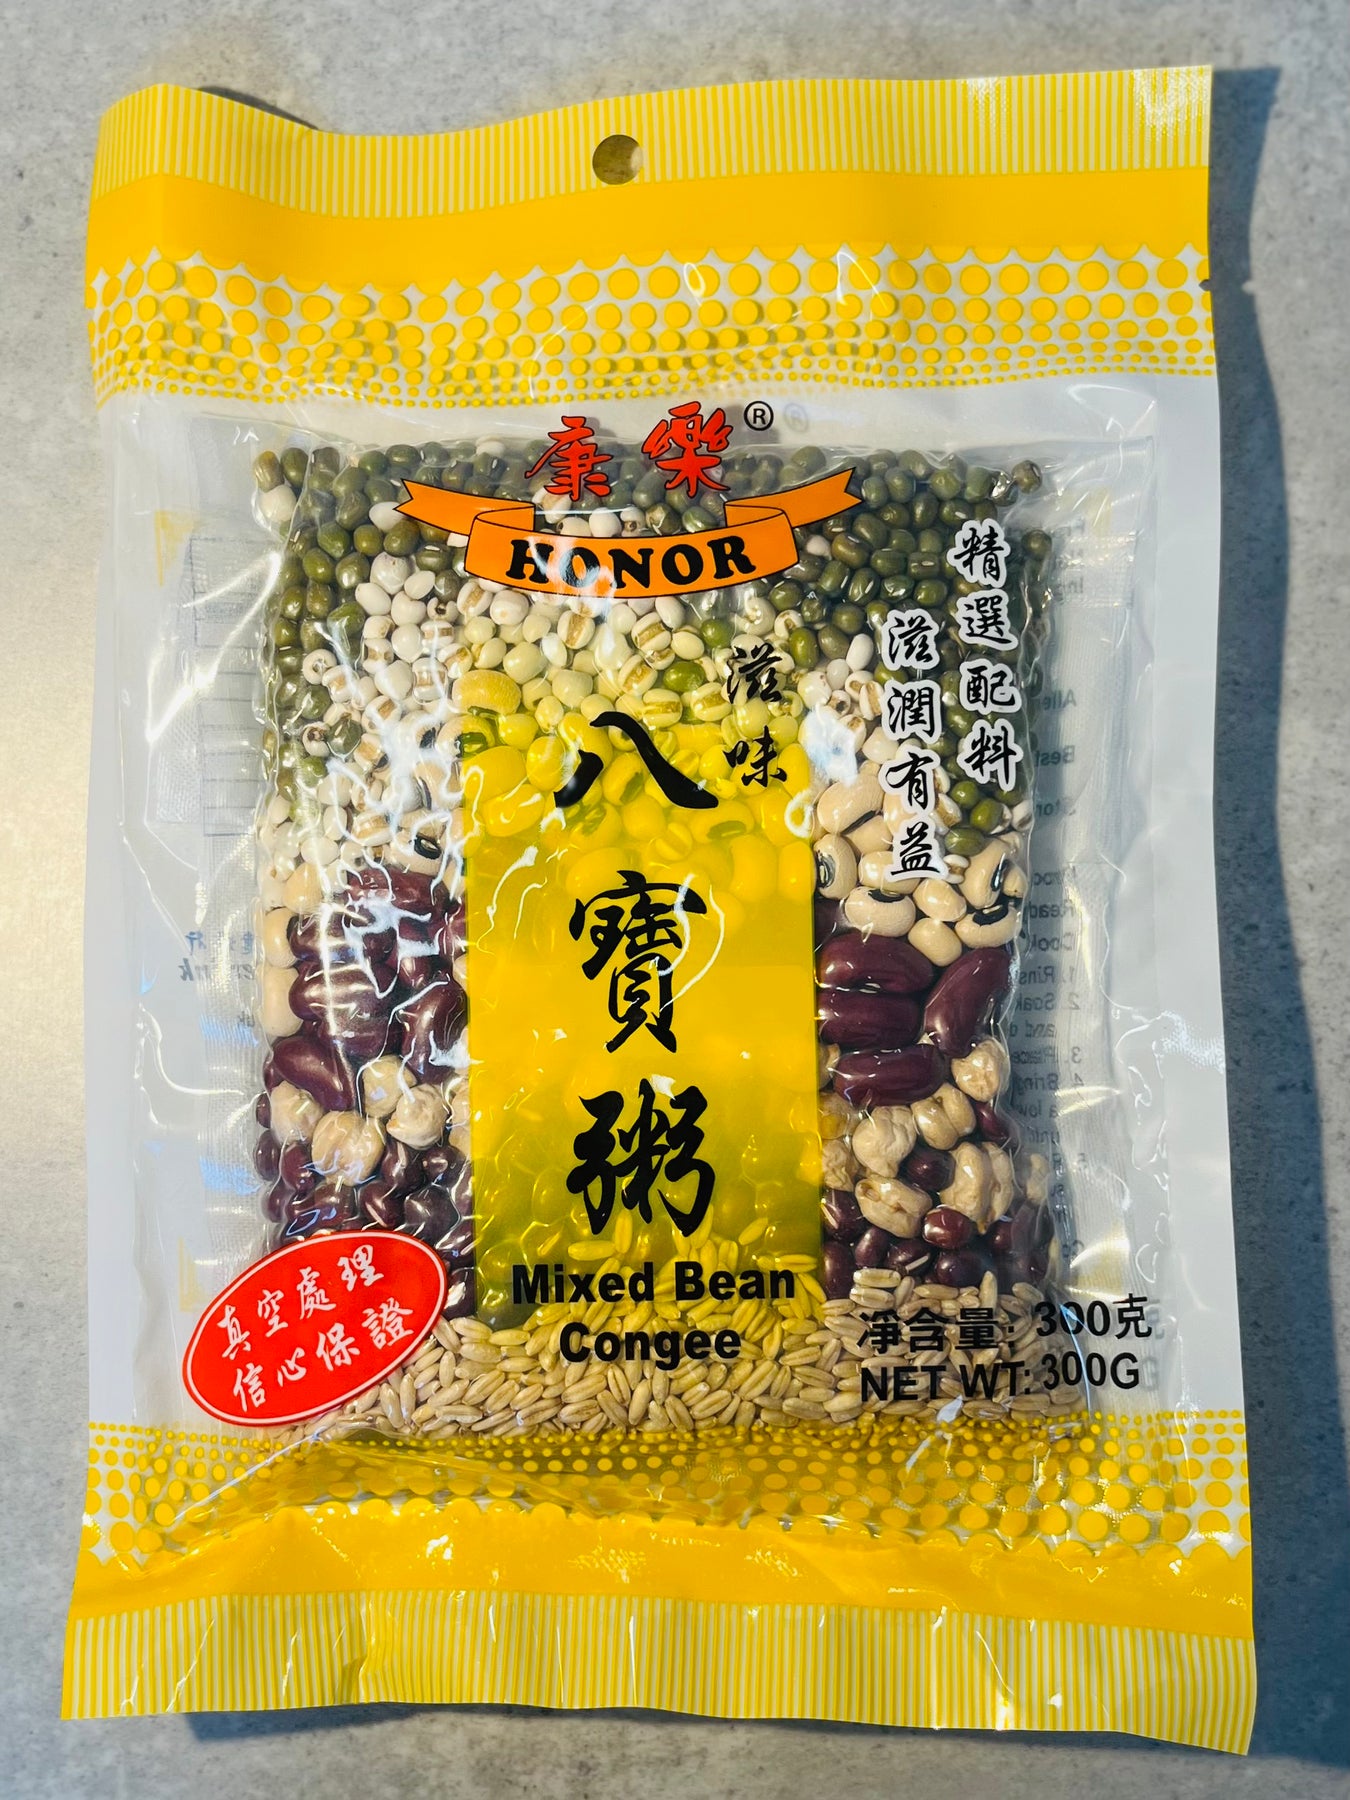 康樂®
HONOR
精選配料
滋潤有益
滋味
八寶粥
Mixed Bean
Congee
真空處理
信心保證
淨含量：300克
NET WT: 300G